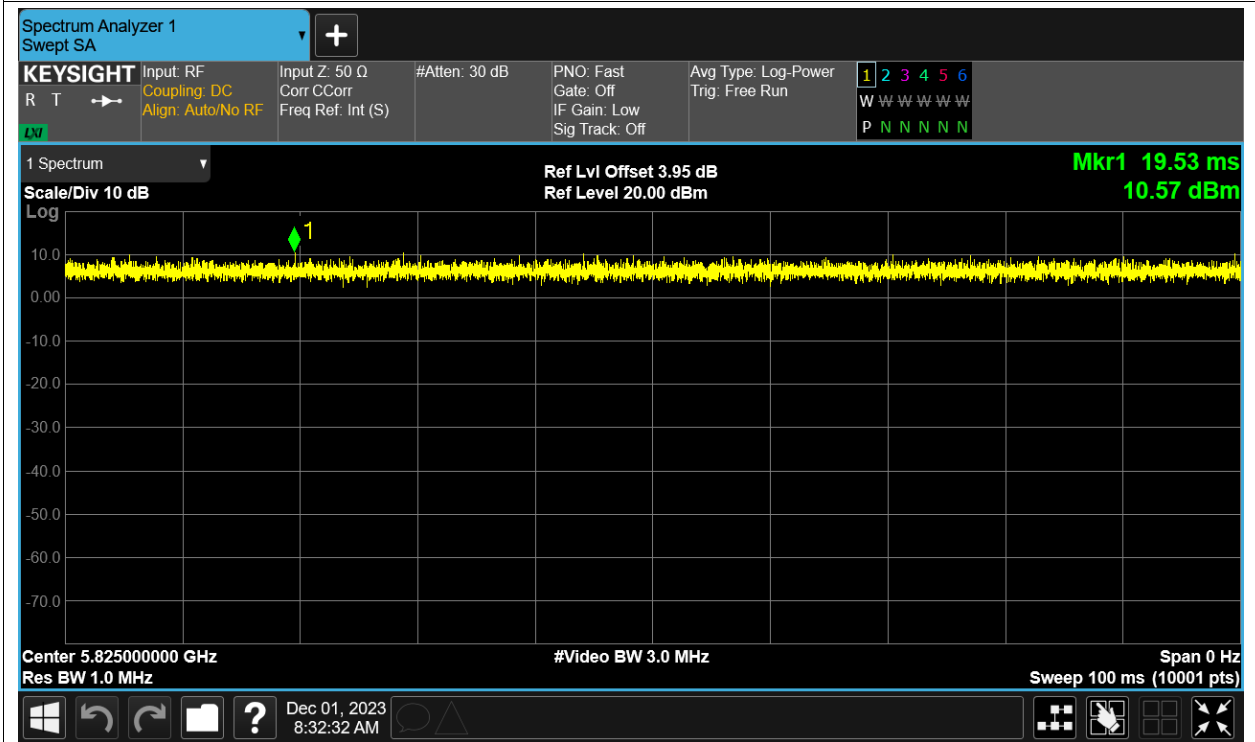 Spectrum Analyzer 1
Swept SA
KEYSIGHT
R T
LXI
Input: RF
Coupling: DC
Align: Auto/No RF
Input Z: 50 Ω
Corr CCorr
Freq Ref: Int (S)
#Atten: 30 dB
PNO: Fast
Gate: Off
IF Gain: Low
Sig Track: Off
Avg Type: Log-Power
Trig: Free Run
1 2 3 4 5 6
W W W W W W
P N N N N N
1 Spectrum
Scale/Div 10 dB
Log
Ref Lvl Offset 3.95 dB
Ref Level 20.00 dBm
Mkr1 19.53 ms
10.57 dBm
1
10.0
0.00
-10.0
-20.0
-30.0
-40.0
-50.0
-60.0
-70.0
Center 5.825000000 GHz
Res BW 1.0 MHz
#Video BW 3.0 MHz
Span 0 Hz
Sweep 100 ms (10001 pts)
?
Dec 01, 2023
8:32:32 AM